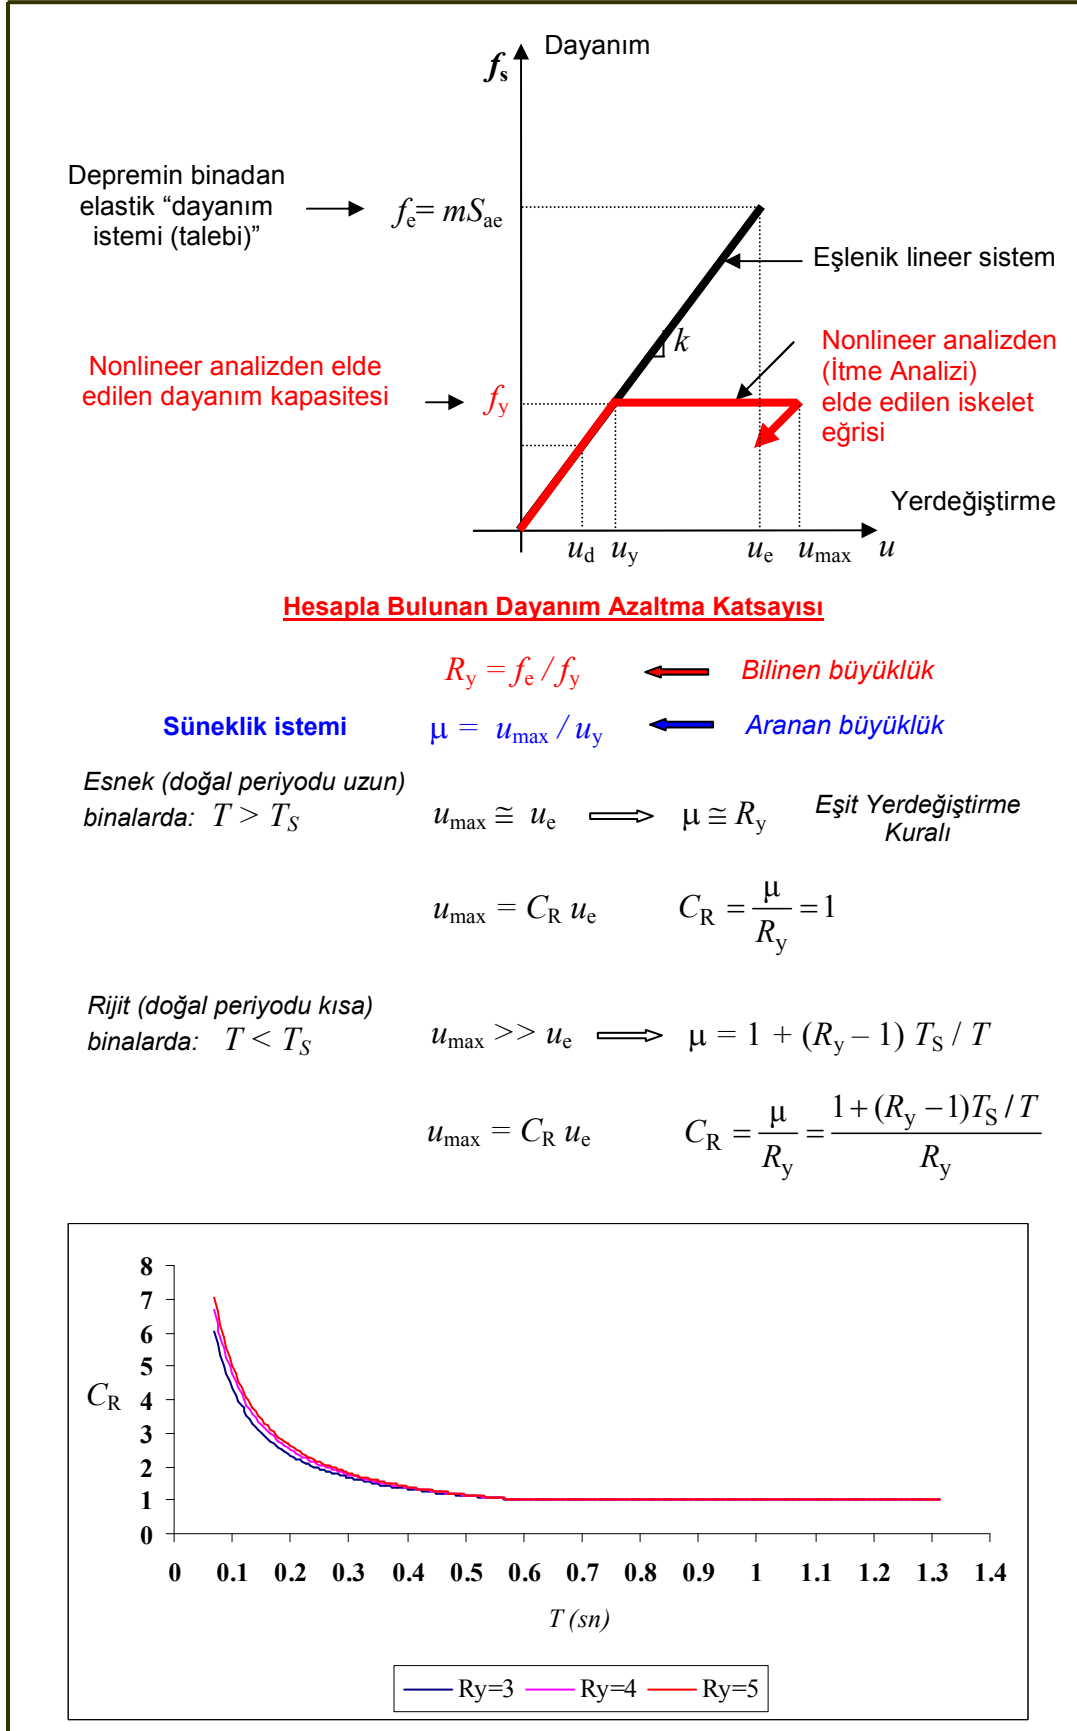 Dayanım
fs
Depremin binadan
elastik “dayanım
istemi (talebi)”
fe= mSae
Eşlenik lineer sistem
k
Nonlineer analizden elde
edilen dayanım kapasitesi
fy
Nonlineer analizden
(İtme Analizi)
elde edilen iskelet
eğrisi
Yerdeğiştirme
ud uy ue umax u
Hesapla Bulunan Dayanım Azaltma Katsayısı
Ry = fe / fy Bilinen büyüklük
Süneklik istemi μ = umax / uy Aranan büyüklük
Esnek (doğal periyodu uzun)
binalarda: T > TS umax ≅ ue ⟹ μ ≅ Ry Eşit Yerdeğiştirme
Kuralı
umax = CR ue CR = μ / Ry = 1
Rijit (doğal periyodu kısa)
binalarda: T < TS umax >> ue ⟹ μ = 1 + (Ry – 1) TS / T
umax = CR ue CR = μ / Ry = 1 + (Ry – 1)TS / T / Ry
8
7
6
5
4
3
2
1
0
CR
0 0.1 0.2 0.3 0.4 0.5 0.6 0.7 0.8 0.9 1 1.1 1.2 1.3 1.4
T (sn)
Ry=3 Ry=4 Ry=5